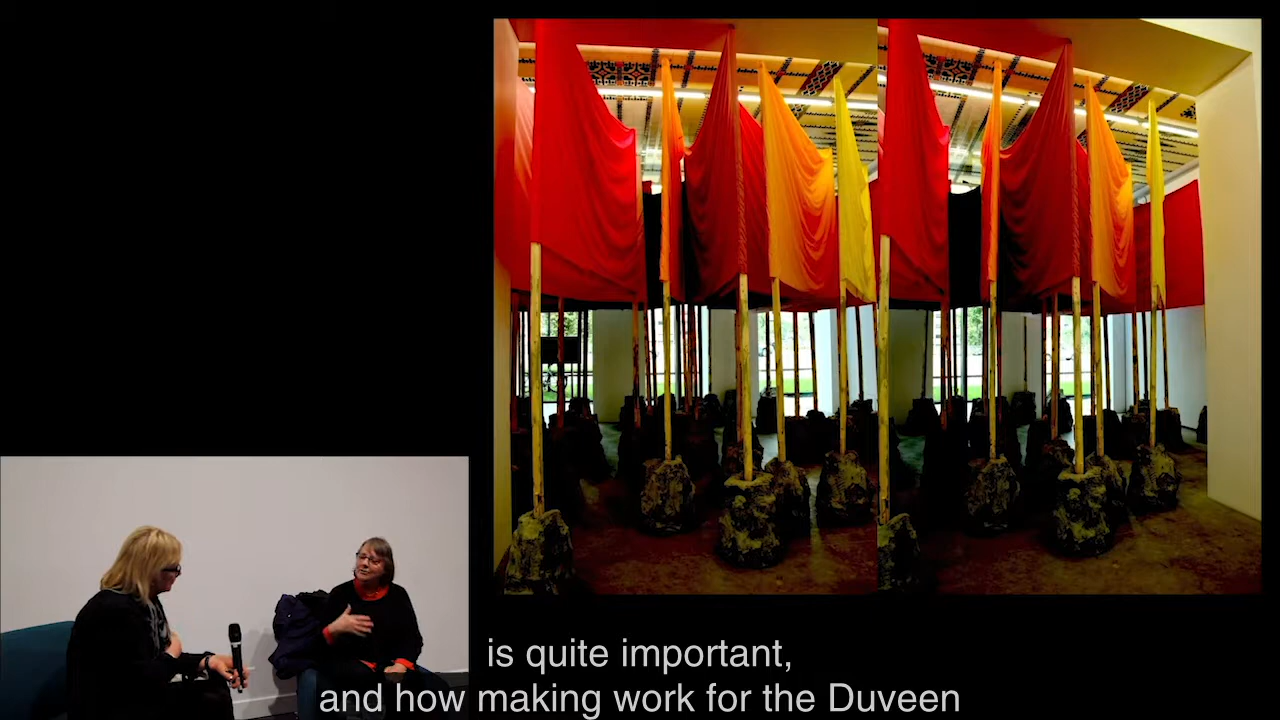 is quite important,
and how making work for the Duveen